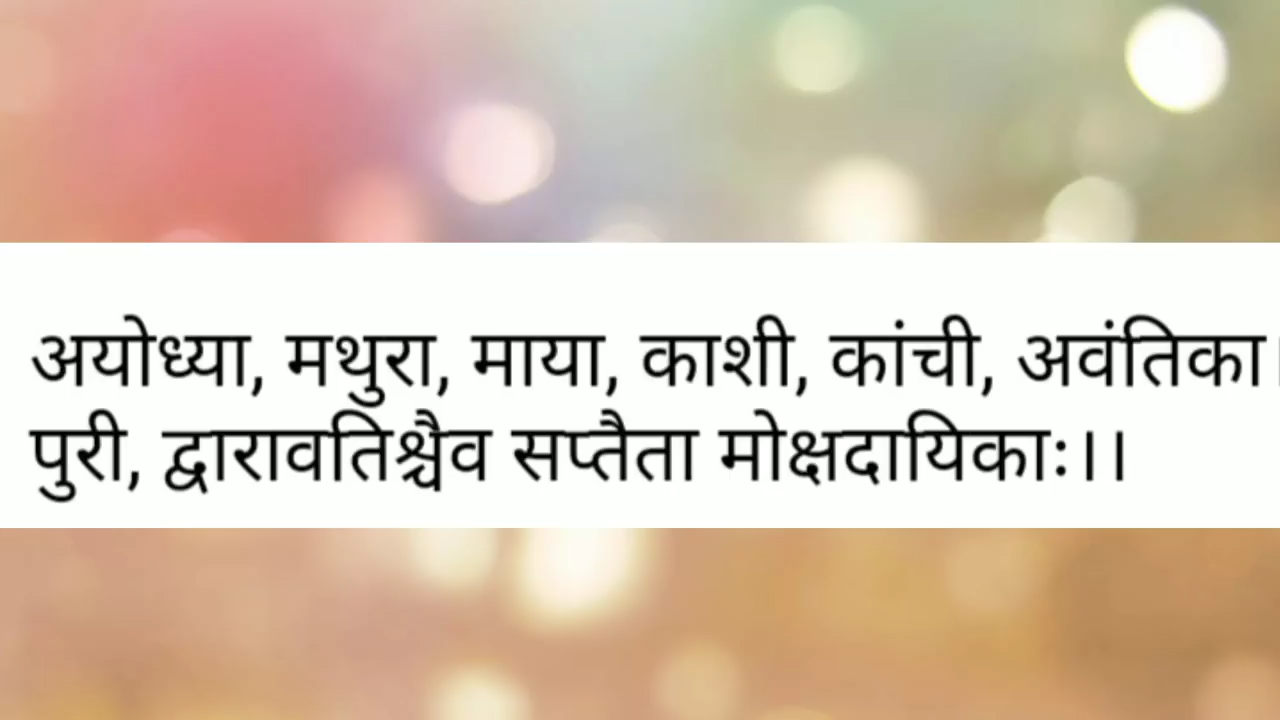 अयोध्या, मथुरा, माया, काशी, कांची, अवंतिका।
पुरी, द्वारावतिश्चैव सप्तैता मोक्षदायिकाः।।